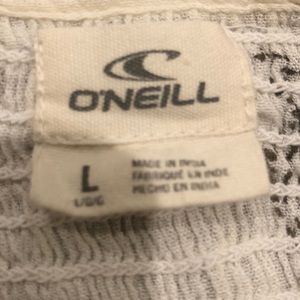 O'NEILL
L
L/G/G
MADE IN INDIA
FABRIQUÉ EN INDE
HECHO EN INDIA